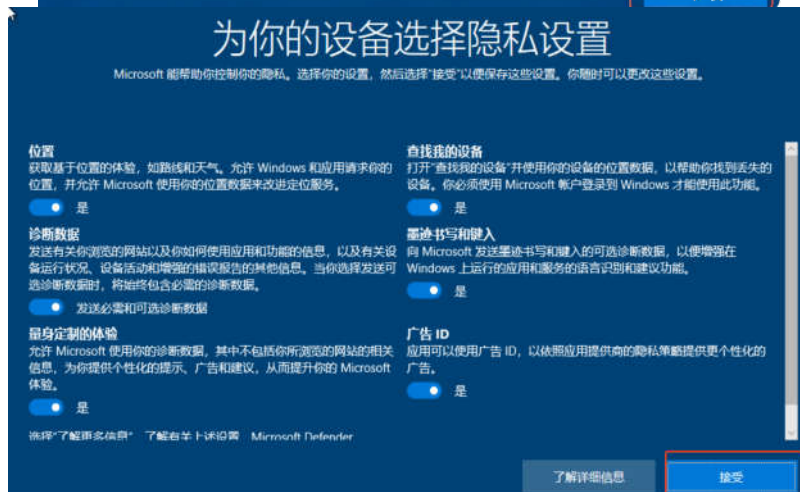 为你的设备选择隐私设置
Microsoft 能帮助你控制你的隐私。选择你的设置，然后选择"接受"以便保存这些设置。你随时可以更改这些设置。
位置
获取基于位置的体验，如路线和天气。允许 Windows 和应用请求你的
位置，并允许 Microsoft 使用你的位置数据来改进定位服务。
是
诊断数据
发送有关你浏览的网站以及你如何使用应用和功能的信息，以及有关设
备运行状况、设备活动和增强的错误报告的其他信息。当你选择发送可
选诊断数据时，将始终包含必需的诊断数据。
发送必需和可选诊断数据
量身定制的体验
允许 Microsoft 使用你的诊断数据，其中不包括你所浏览的网站的相关
信息，为你提供个性化的提示、广告和建议，从而提升你的 Microsoft
体验。
是
选择"了解更多信息" 了解有关上述设置 Microsoft Defender
查找我的设备
打开"查找我的设备"并使用你的设备的位置数据，以帮助你找到丢失的
设备。你必须使用 Microsoft 帐户登录到 Windows 才能使用此功能。
是
墨迹书写和键入
向 Microsoft 发送墨迹书写和键入的可选诊断数据，以便增强在
Windows 上运行的应用和服务的语言识别和建议功能。
是
广告 ID
应用可以使用广告 ID，以依照应用提供商的隐私策略提供更个性化的
广告。
是
了解详细信息
接受